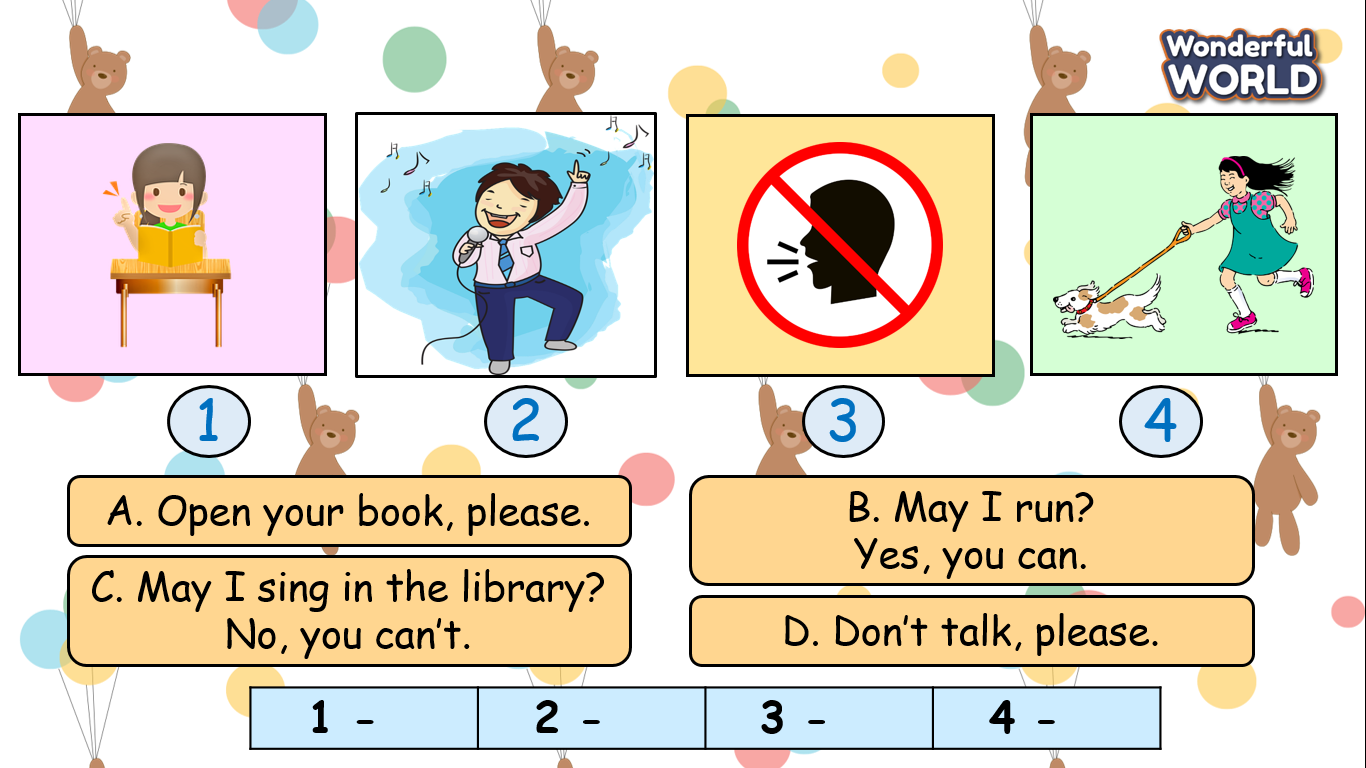 Wonderful
WORLD
1
2
3
4
A. Open your book, please.
B. May I run?
Yes, you can.
C. May I sing in the library?
No, you can't.
D. Don't talk, please.
1 -
2 -
3 -
4 -